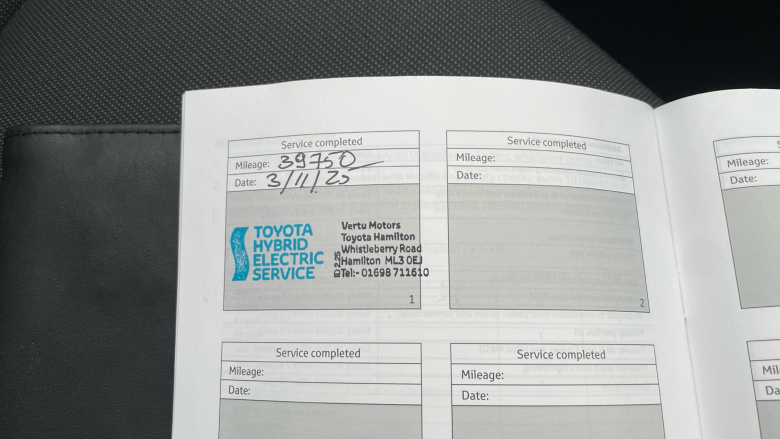 Service completed
Mileage: 39750
Date: 3/11/20
TOYOTA
HYBRID
ELECTRIC
SERVICE
Vertu Motors
Toyota Hamilton
Whistleberry Road
Hamilton ML3 0EJ
Tel:- 01698 711610
1
Service completed
Mileage:
Date:
2
Mileage:
Date:
Service completed
Mileage:
Date:
Service completed
Mileage:
Date: